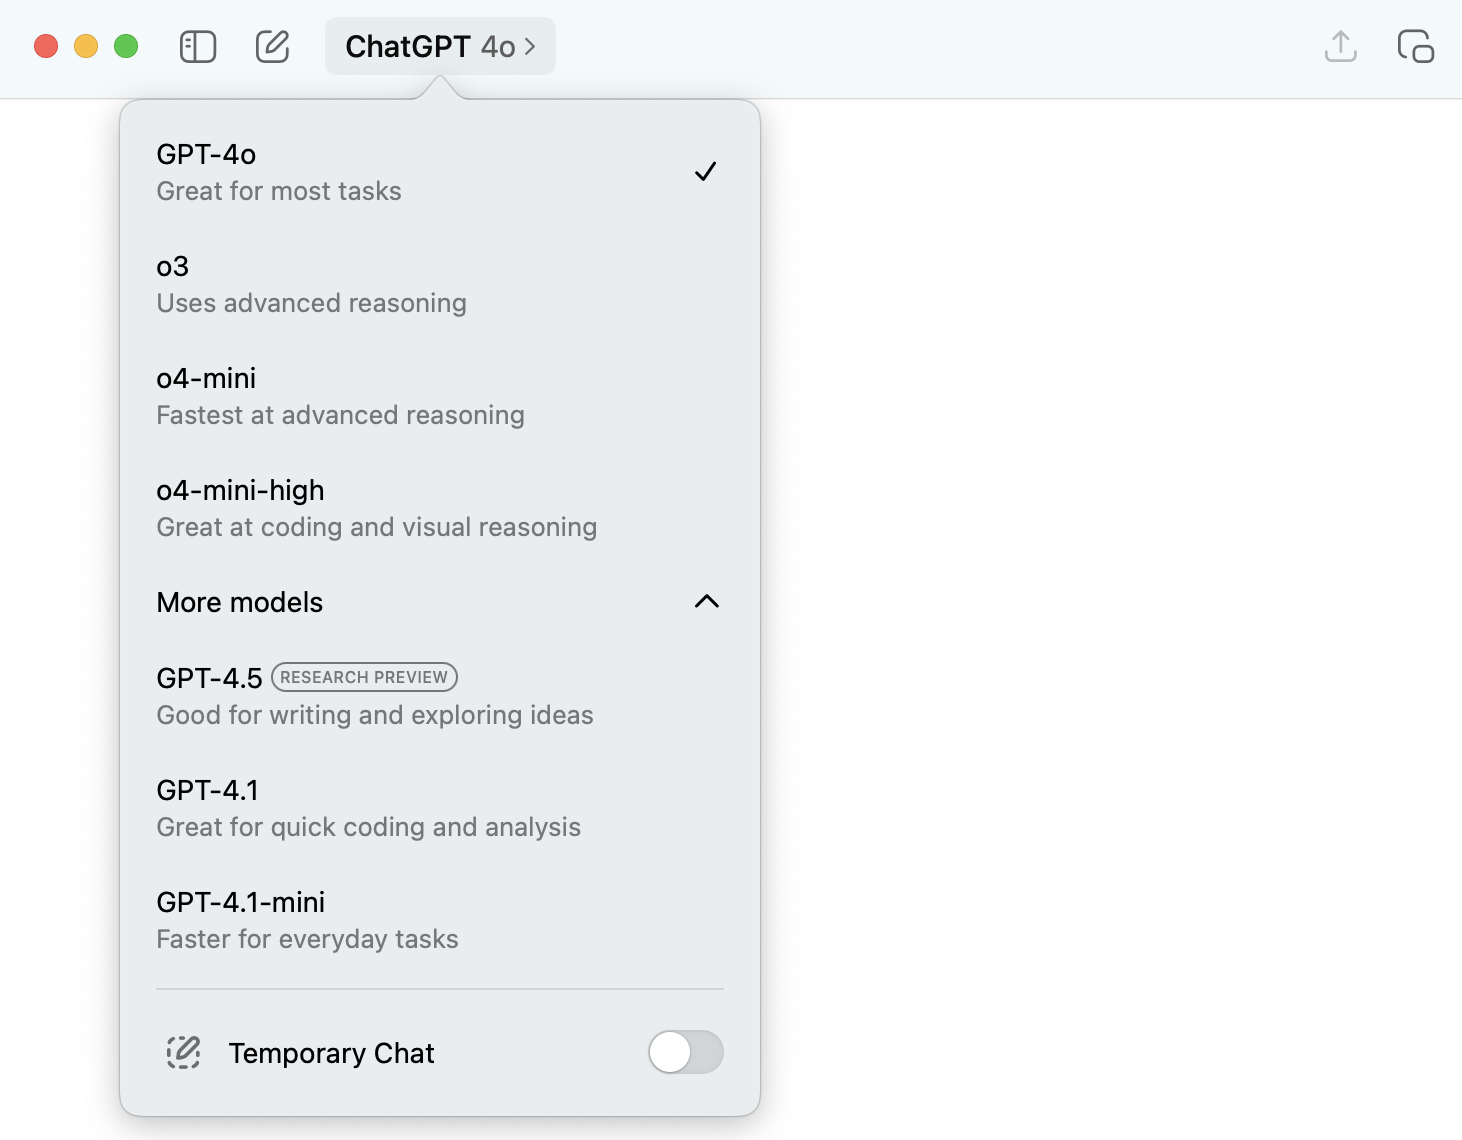 ChatGPT 4o
GPT-4o
Great for most tasks
o3
Uses advanced reasoning
o4-mini
Fastest at advanced reasoning
o4-mini-high
Great at coding and visual reasoning
More models
GPT-4.5 RESEARCH PREVIEW
Good for writing and exploring ideas
GPT-4.1
Great for quick coding and analysis
GPT-4.1-mini
Faster for everyday tasks
Temporary Chat